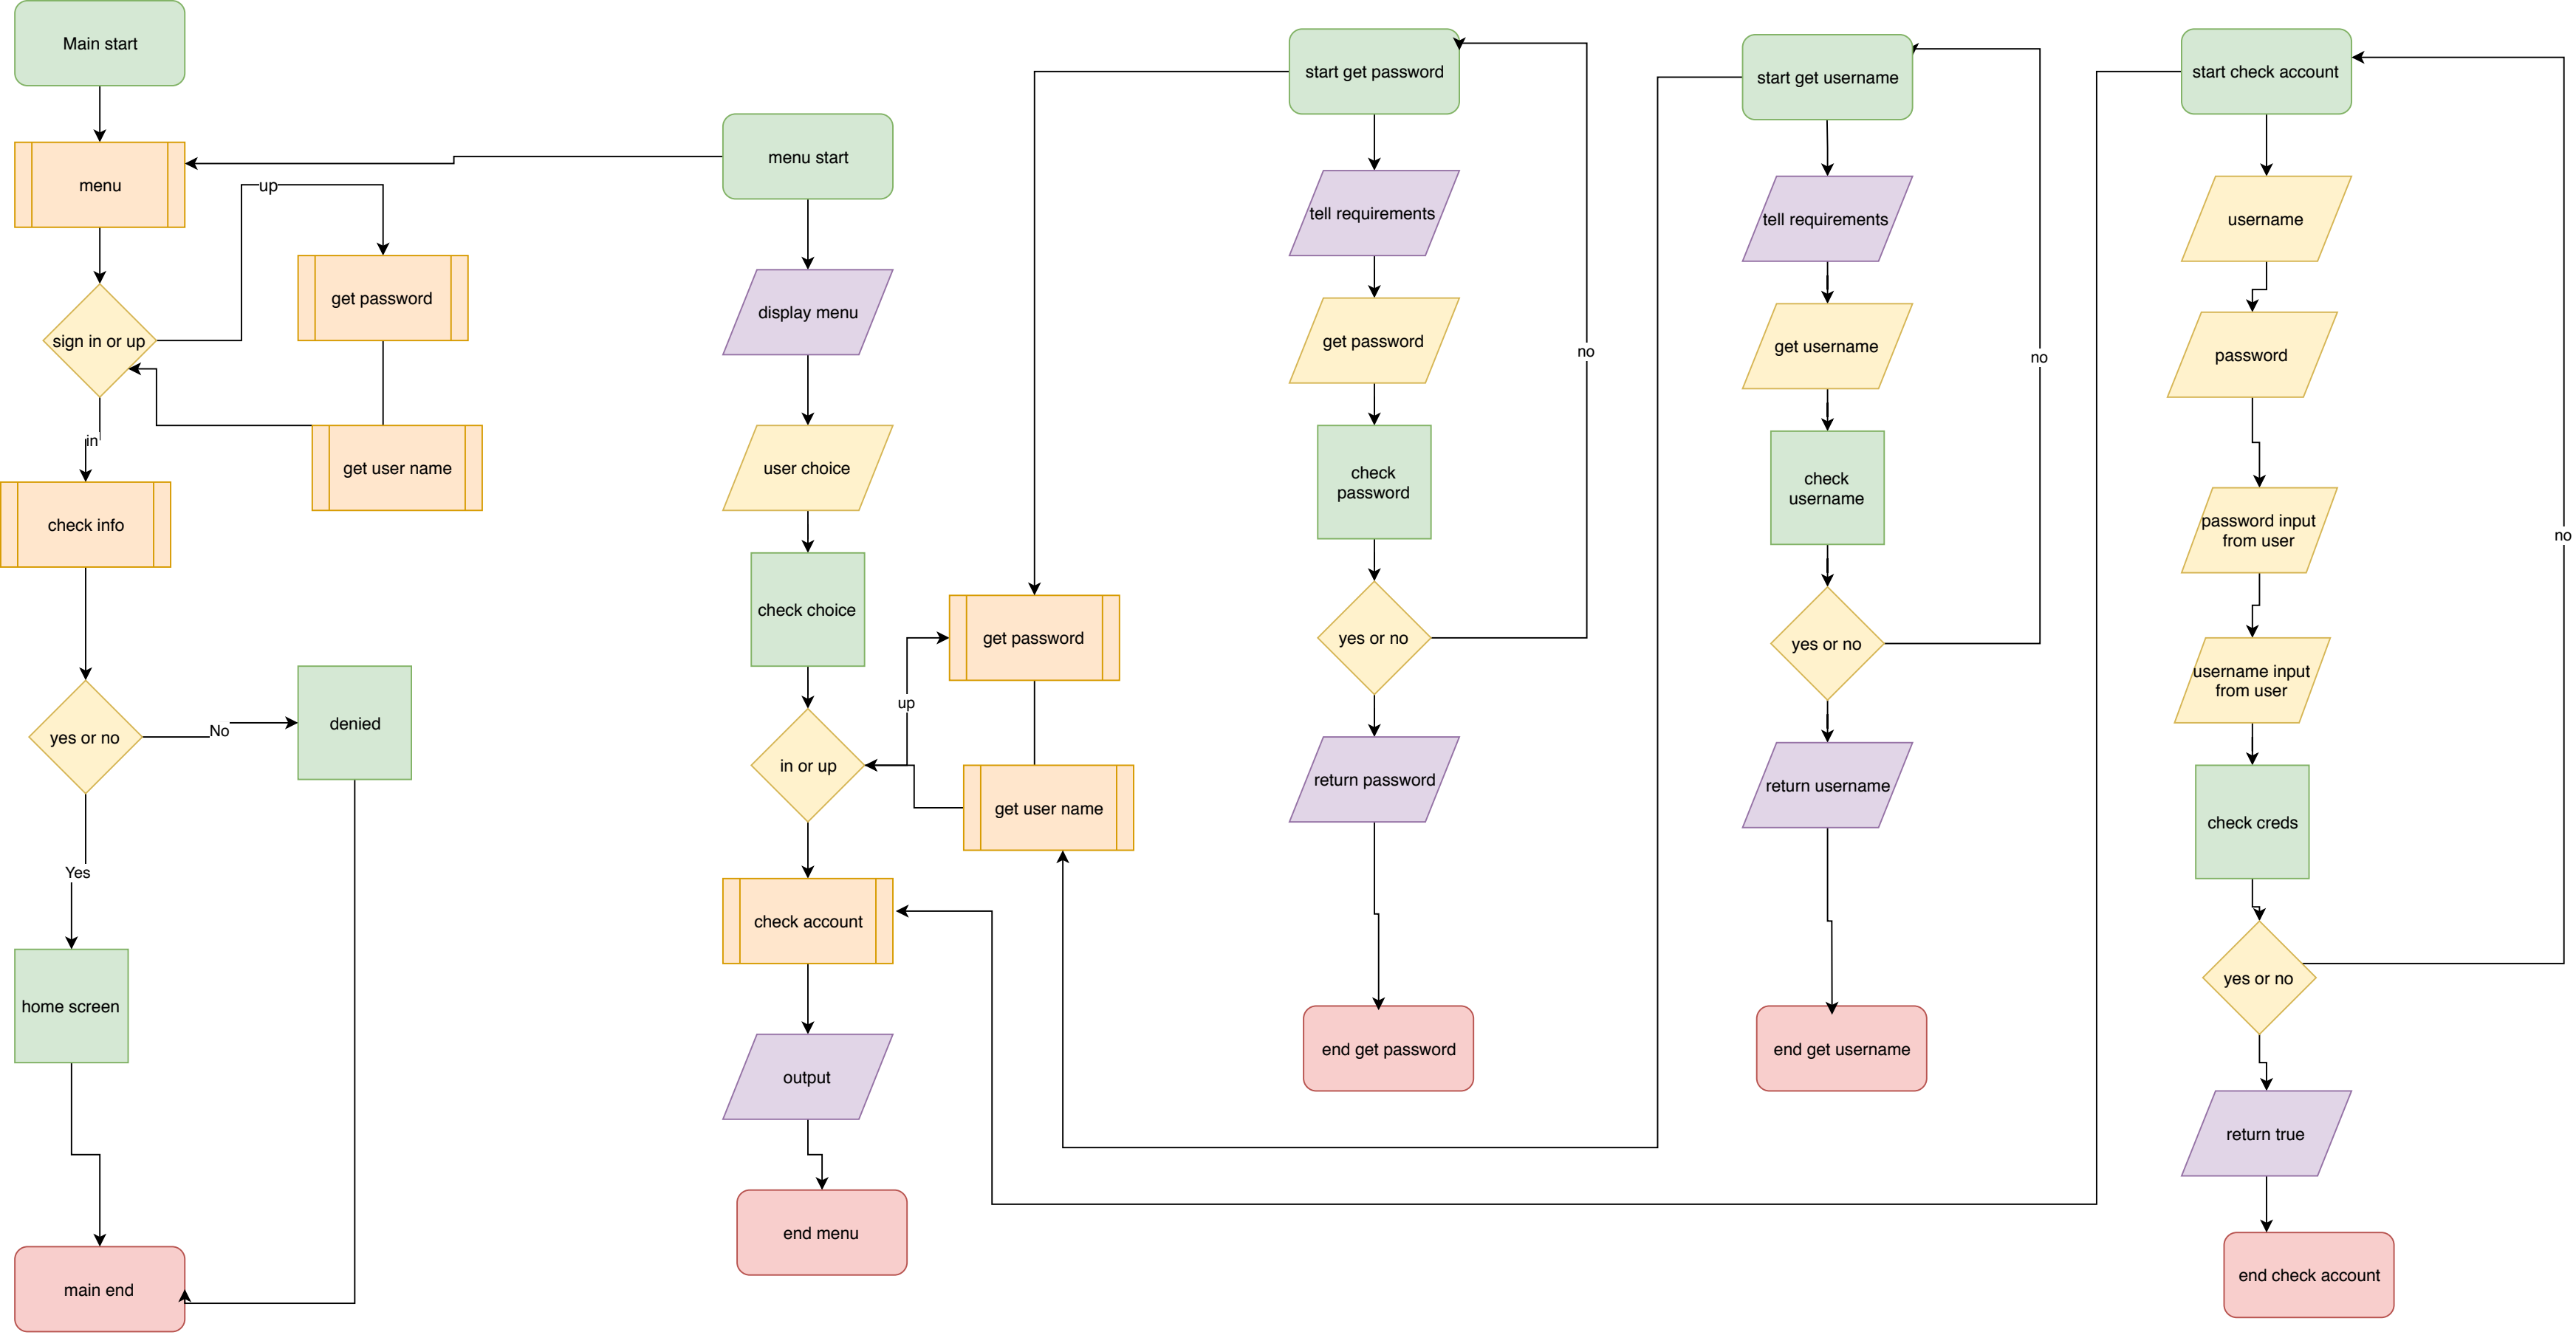 Main start
menu
up
get password
sign in or up
in
get user name
check info
yes or no
No
denied
Yes
home screen
main end
menu start
display menu
user choice
check choice
up
in or up
get password
get user name
check account
output
end menu
start get password
tell requirements
get password
check
password
yes or no
no
return password
end get password
start get username
tell requirements
get username
check
username
yes or no
no
return username
end get username
start check account
username
password
password input
from user
username input
from user
check creds
yes or no
no
return true
end check account